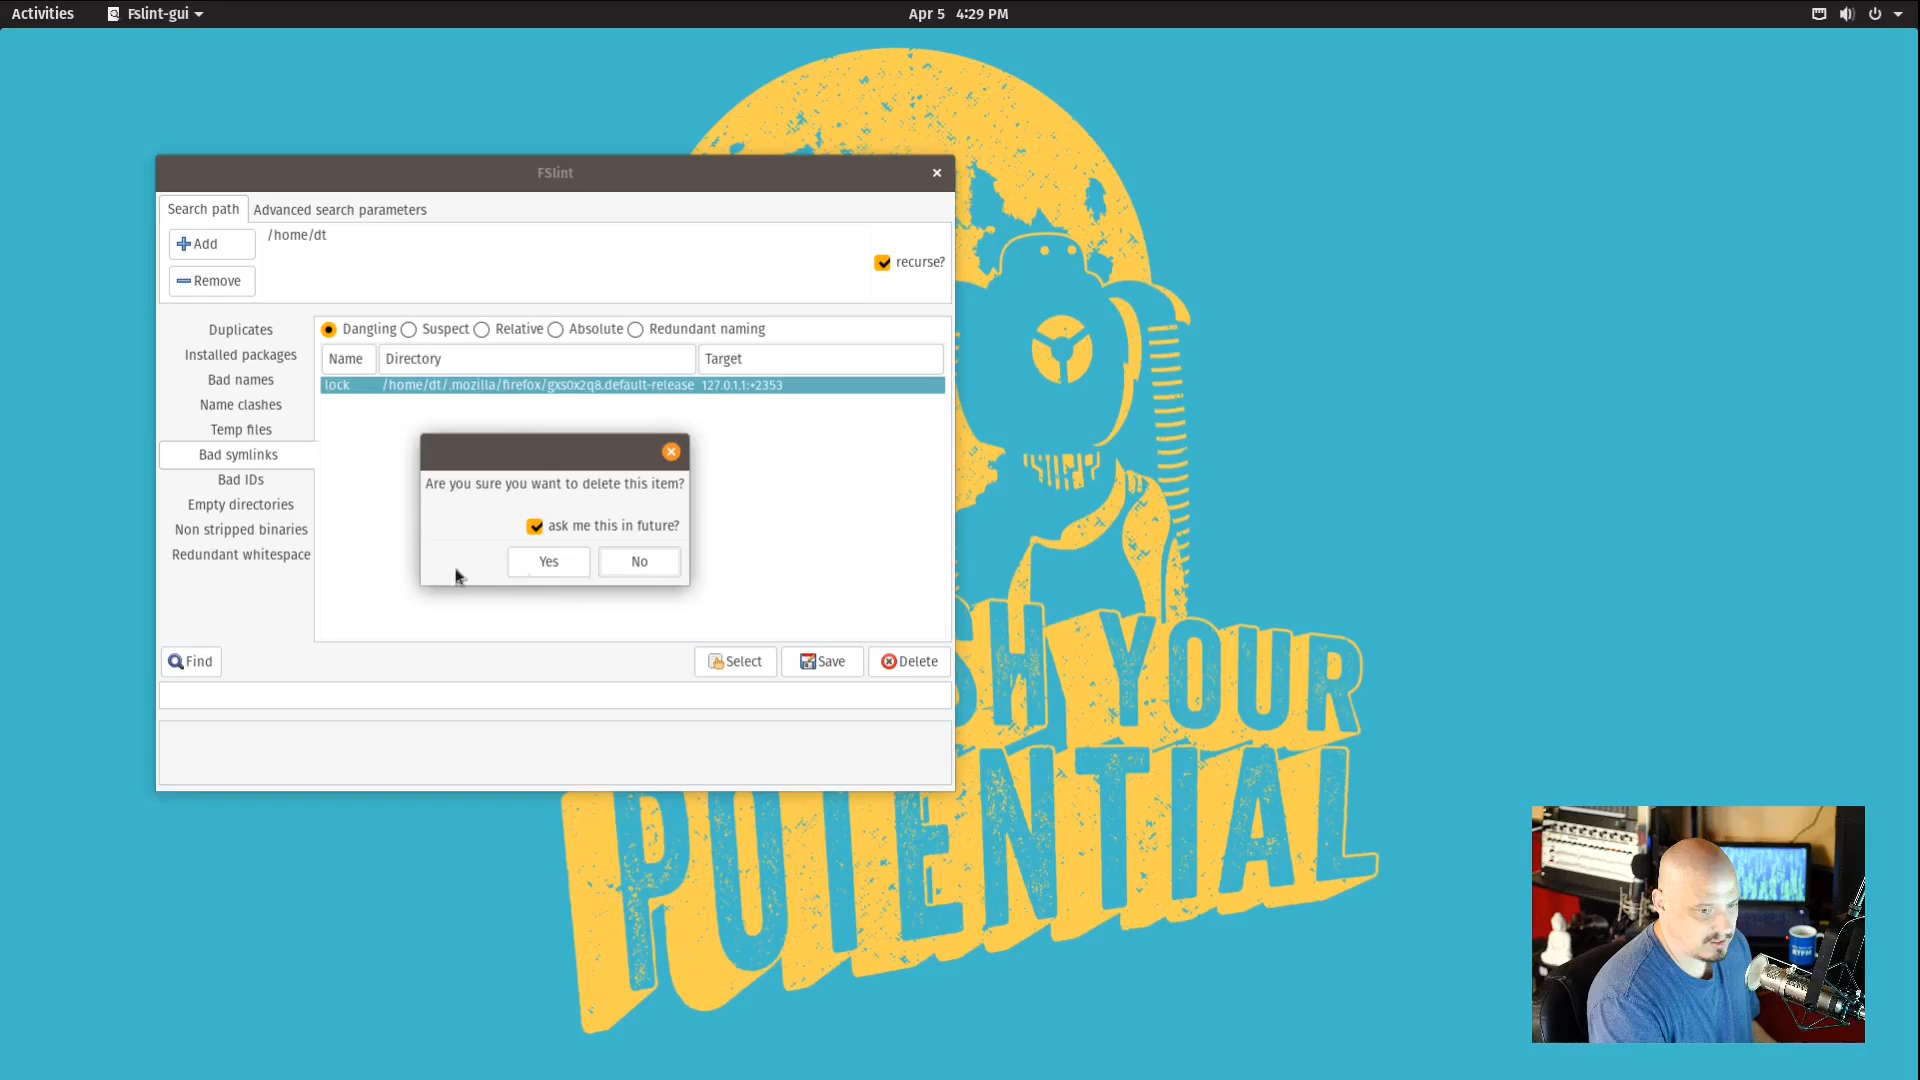 Activities
Fslint-gui
Apr 5 4:29 PM
FSlint
Search path
Advanced search parameters
Add
/home/dt
recurse?
Remove
Duplicates
Installed packages
Bad names
Name clashes
Temp files
Bad symlinks
Bad IDs
Empty directories
Non stripped binaries
Redundant whitespace
Dangling Suspect Relative Absolute Redundant naming
Name Directory Target
lock /home/dt/.mozilla/firefox/gxs0x2q8.default-release 127.0.1.1:+2353
Are you sure you want to delete this item?
ask me this in future?
Yes No
Find
Select Save Delete
SH YOUR
POTENTIAL
RTFM